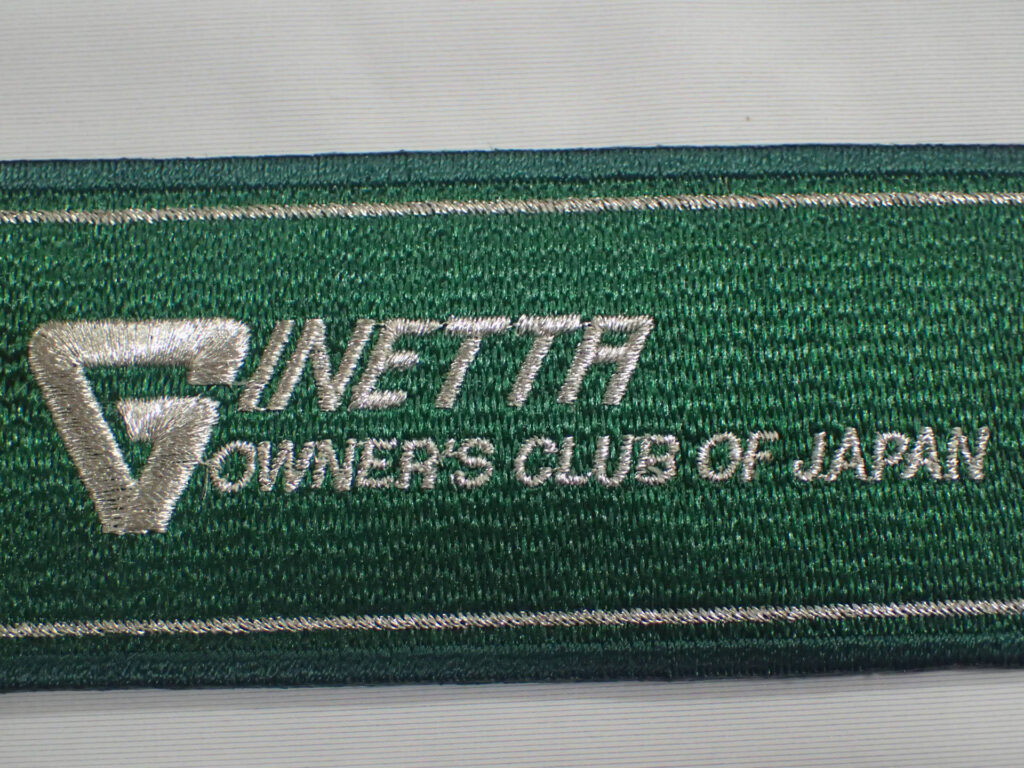 GINETTA
OWNER'S CLUB OF JAPAN